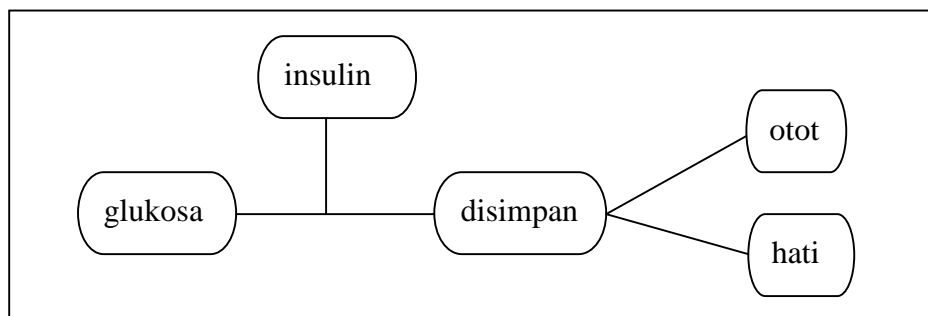 insulin
otot
glukosa
disimpan
hati